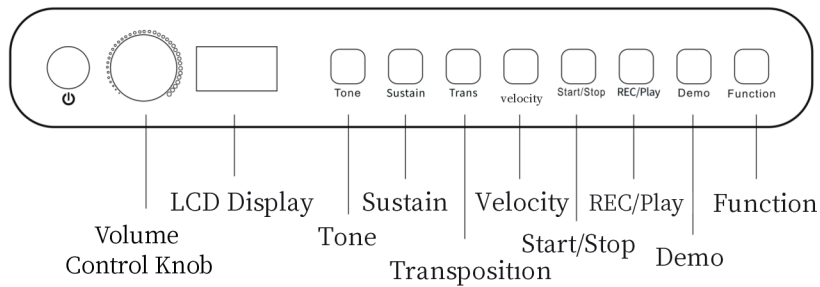 Tone Sustain Trans velocity Start/Stop REC/Play Demo Function
LCD Display Sustain Velocity REC/Play Function
Volume
Control Knob
Tone
Start/Stop
Demo
Transposition